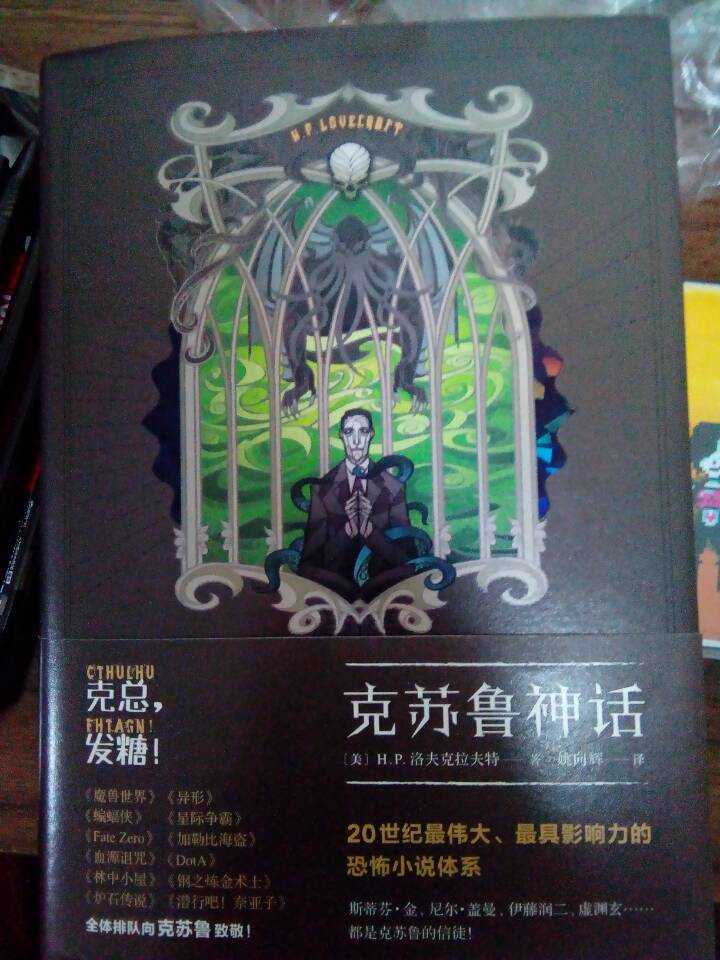 H.P. LOVECRAFT
CTHULHU
克总，
FHTAGN!
发糖！
《魔兽世界》《异形》
《蝙蝠侠》《星际争霸》
《Fate Zero》《加勒比海盗》
《血源诅咒》《DotA》
《林中小屋》《钢之炼金术士》
《炉石传说》《潜行吧！奈亚子》
全体排队向克苏鲁致敬！
克苏鲁神话
［美］H.P.洛夫克拉夫特——著 姚向辉——译
20世纪最伟大、最具影响力的
恐怖小说体系
斯蒂芬·金、尼尔·盖曼、伊藤润二、虚渊玄……
都是克苏鲁的信徒！